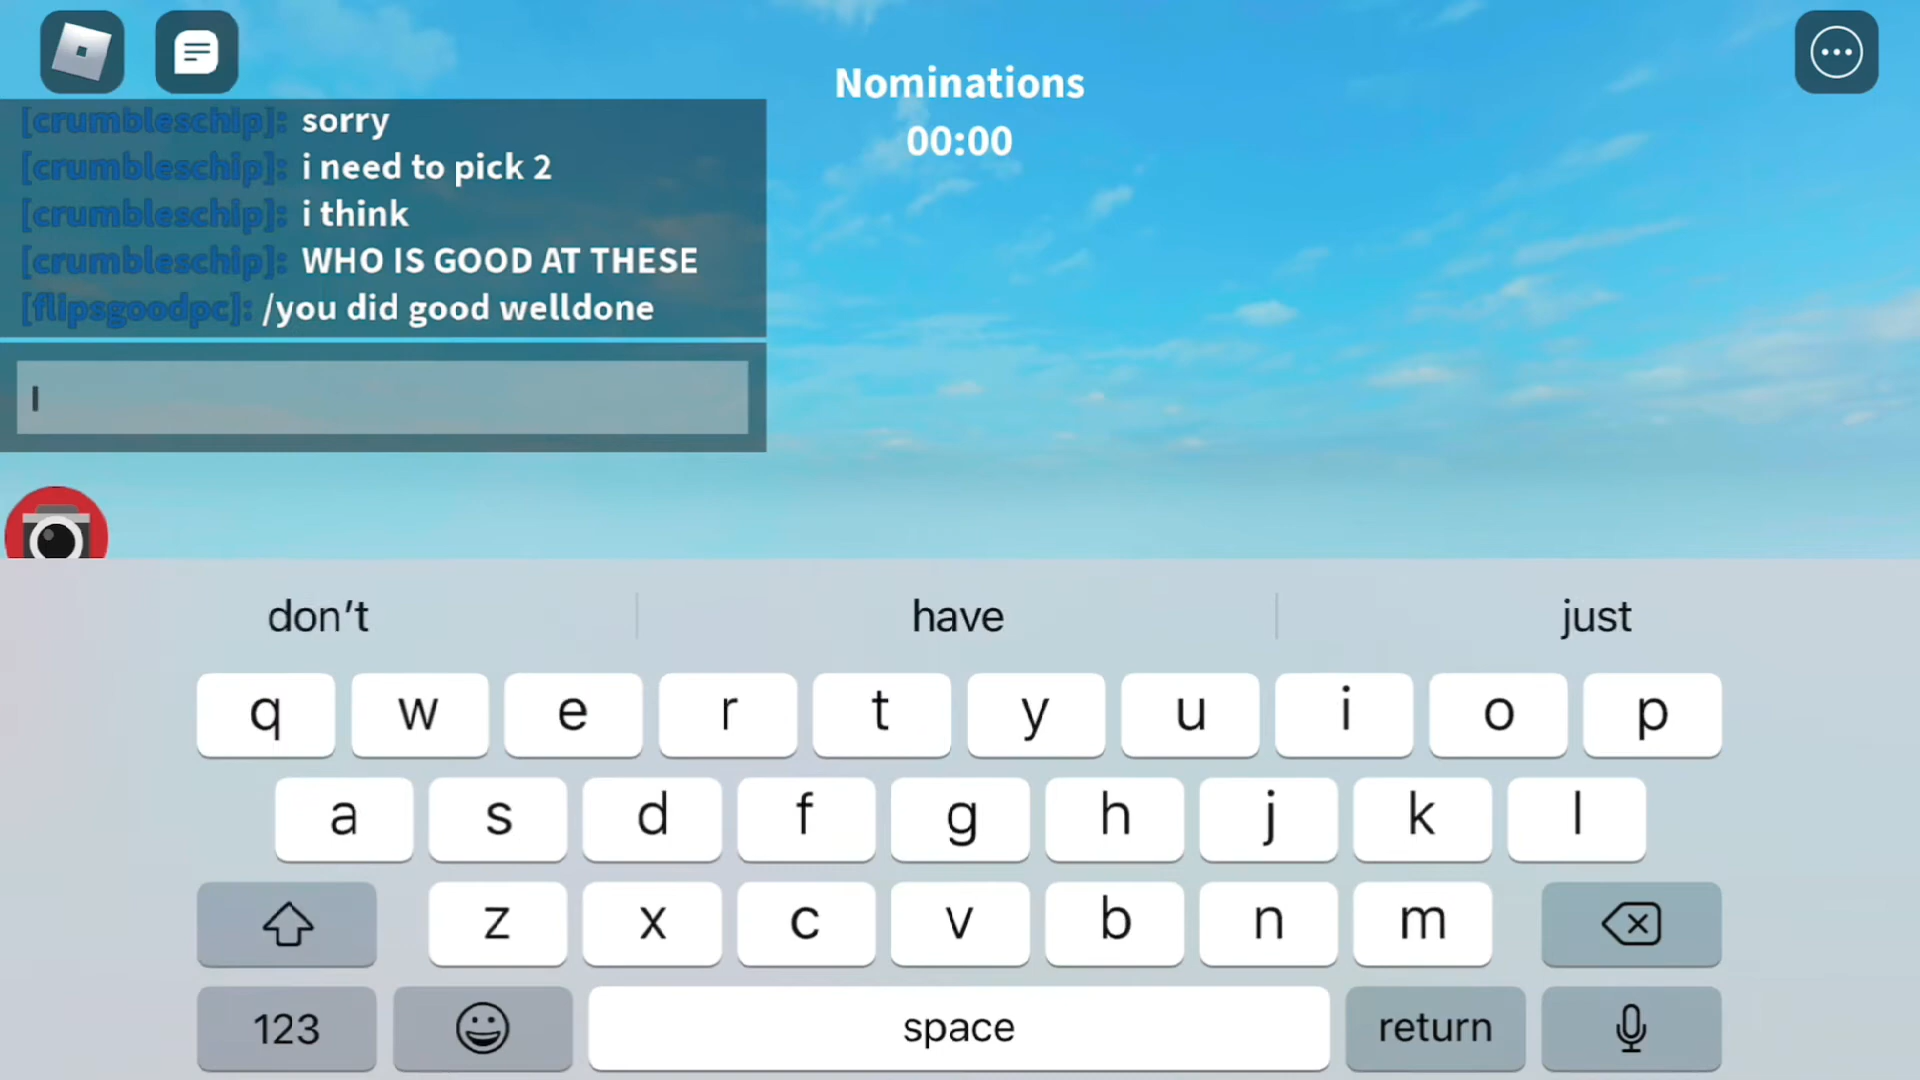 Nominations
00:00
[crumbleschip]: sorry
[crumbleschip]: i need to pick 2
[crumbleschip]: i think
[crumbleschip]: WHO IS GOOD AT THESE
[flipsgoodpc]: /you did good welldone
I
don't have just
q w e r t y u i o p
a s d f g h j k l
z x c v b n m
123 space return